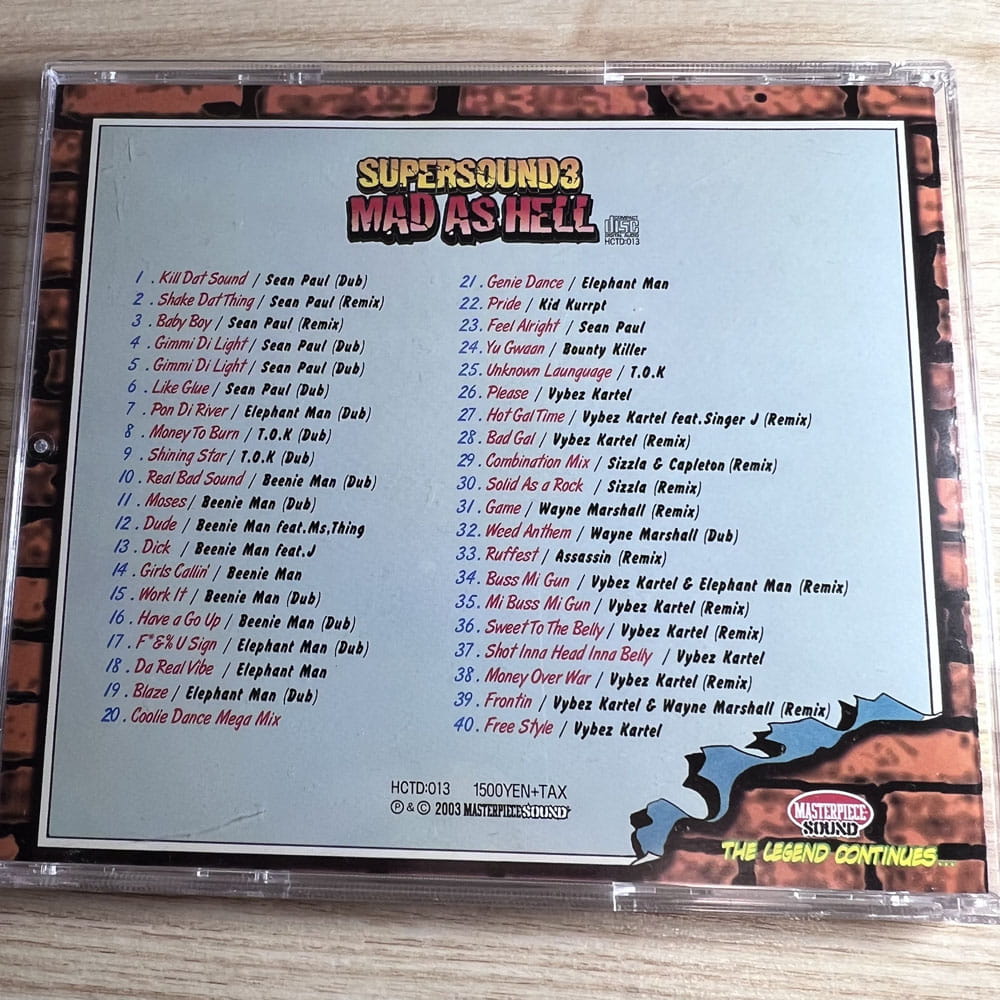 SUPERSOUND3
MAD AS HELL
COMPACT
disc
DIGITAL AUDIO
HCTD:013
1 . Kill Dat Sound / Sean Paul (Dub)
2 . Shake Dat Thing / Sean Paul (Remix)
3 . Baby Boy / Sean Paul (Remix)
4 . Gimmi Di Light / Sean Paul (Dub)
5 . Gimmi Di Light / Sean Paul (Dub)
6 . Like Glue / Sean Paul (Dub)
7 . Pon Di River / Elephant Man (Dub)
8 . Money To Burn / T.O.K (Dub)
9 . Shining Star / T.O.K (Dub)
10 . Real Bad Sound / Beenie Man (Dub)
11 . Moses / Beenie Man (Dub)
12 . Dude / Beenie Man feat.Ms,Thing
13 . Dick / Beenie Man feat.J
14 . Girls Callin' / Beenie Man
15 . Work It / Beenie Man (Dub)
16 . Have a Go Up / Beenie Man (Dub)
17 . F*&% U Sign / Elephant Man (Dub)
18 . Da Real Vibe / Elephant Man
19 . Blaze / Elephant Man (Dub)
20 . Coolie Dance Mega Mix
21. Genie Dance / Elephant Man
22. Pride / Kid Kurrpt
23. Feel Alright / Sean Paul
24. Yu Gwaan / Bounty Killer
25. Unknown Launguage / T.O.K
26. Please / Vybez Kartel
27. Hot Gal Time / Vybez Kartel feat.Singer J (Remix)
28. Bad Gal / Vybez Kartel (Remix)
29. Combination Mix / Sizzla & Capleton (Remix)
30. Solid As a Rock / Sizzla (Remix)
31. Game / Wayne Marshall (Remix)
32. Weed Anthem / Wayne Marshall (Dub)
33. Ruffest / Assassin (Remix)
34. Buss Mi Gun / Vybez Kartel & Elephant Man (Remix)
35. Mi Buss Mi Gun / Vybez Kartel (Remix)
36. Sweet To The Belly / Vybez Kartel (Remix)
37. Shot Inna Head Inna Belly / Vybez Kartel
38. Money Over War / Vybez Kartel (Remix)
39. Frontin / Vybez Kartel & Wayne Marshall (Remix)
40. Free Style / Vybez Kartel
HCTD:013 1500YEN+TAX
℗ & © 2003 MASTERPIECE SOUND
MASTERPIECE
SOUND
THE LEGEND CONTINUES...